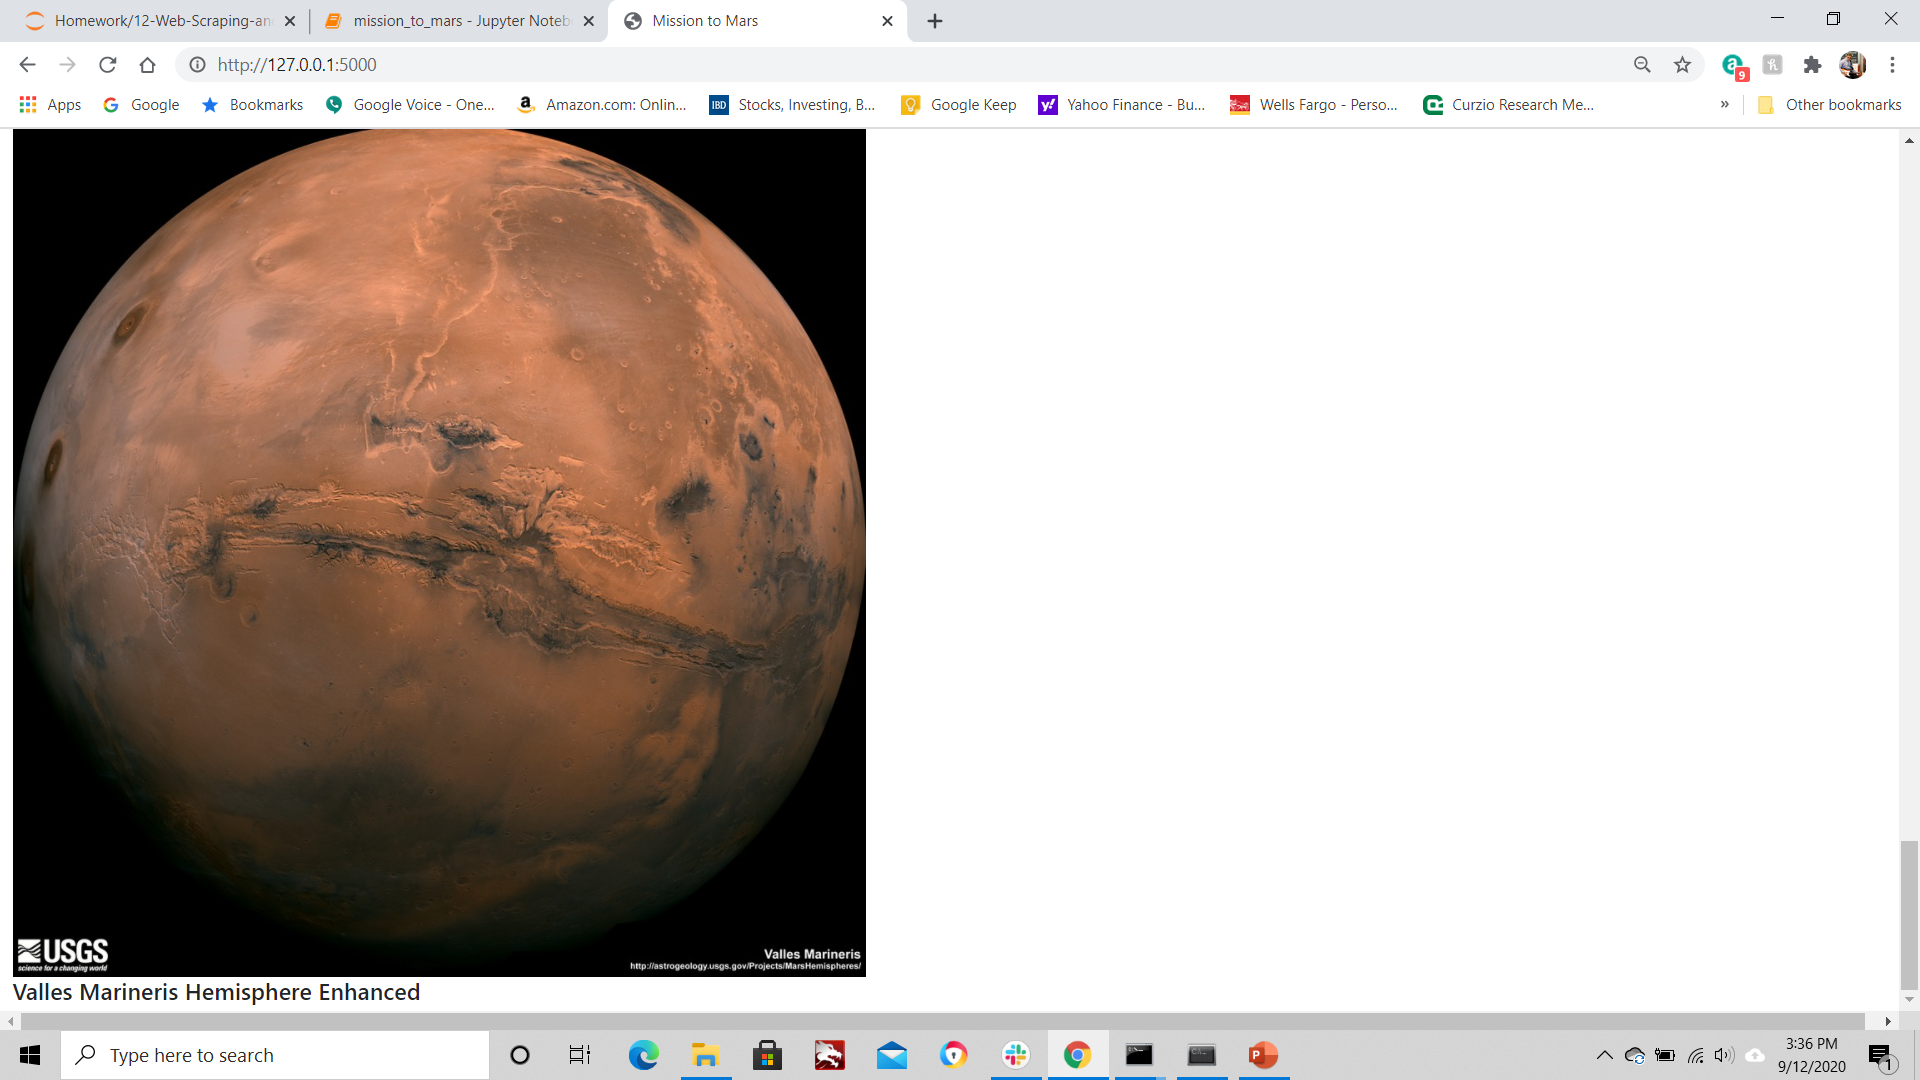 Homework/12-Web-Scraping-an
mission_to_mars - Jupyter Noteb
Mission to Mars
http://127.0.0.1:5000
9
Apps
Google
Bookmarks
Google Voice - One...
Amazon.com: Onlin...
IBD
Stocks, Investing, B...
Google Keep
y!
Yahoo Finance - Bu...
Wells Fargo - Perso...
Curzio Research Me...
»
Other bookmarks
USGS
science for a changing world
Valles Marineris
http://astrogeology.usgs.gov/Projects/MarsHemispheres/
Valles Marineris Hemisphere Enhanced
Type here to search
3:36 PM
9/12/2020
1